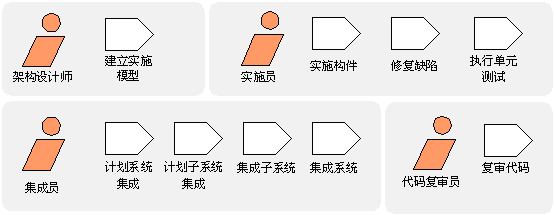 架构设计师
建立实施
模型
实施员
实施构件
修复缺陷
执行单元
测试
集成员
计划系统
集成
计划子系统
集成
集成子系统
集成系统
代码复审员
复审代码